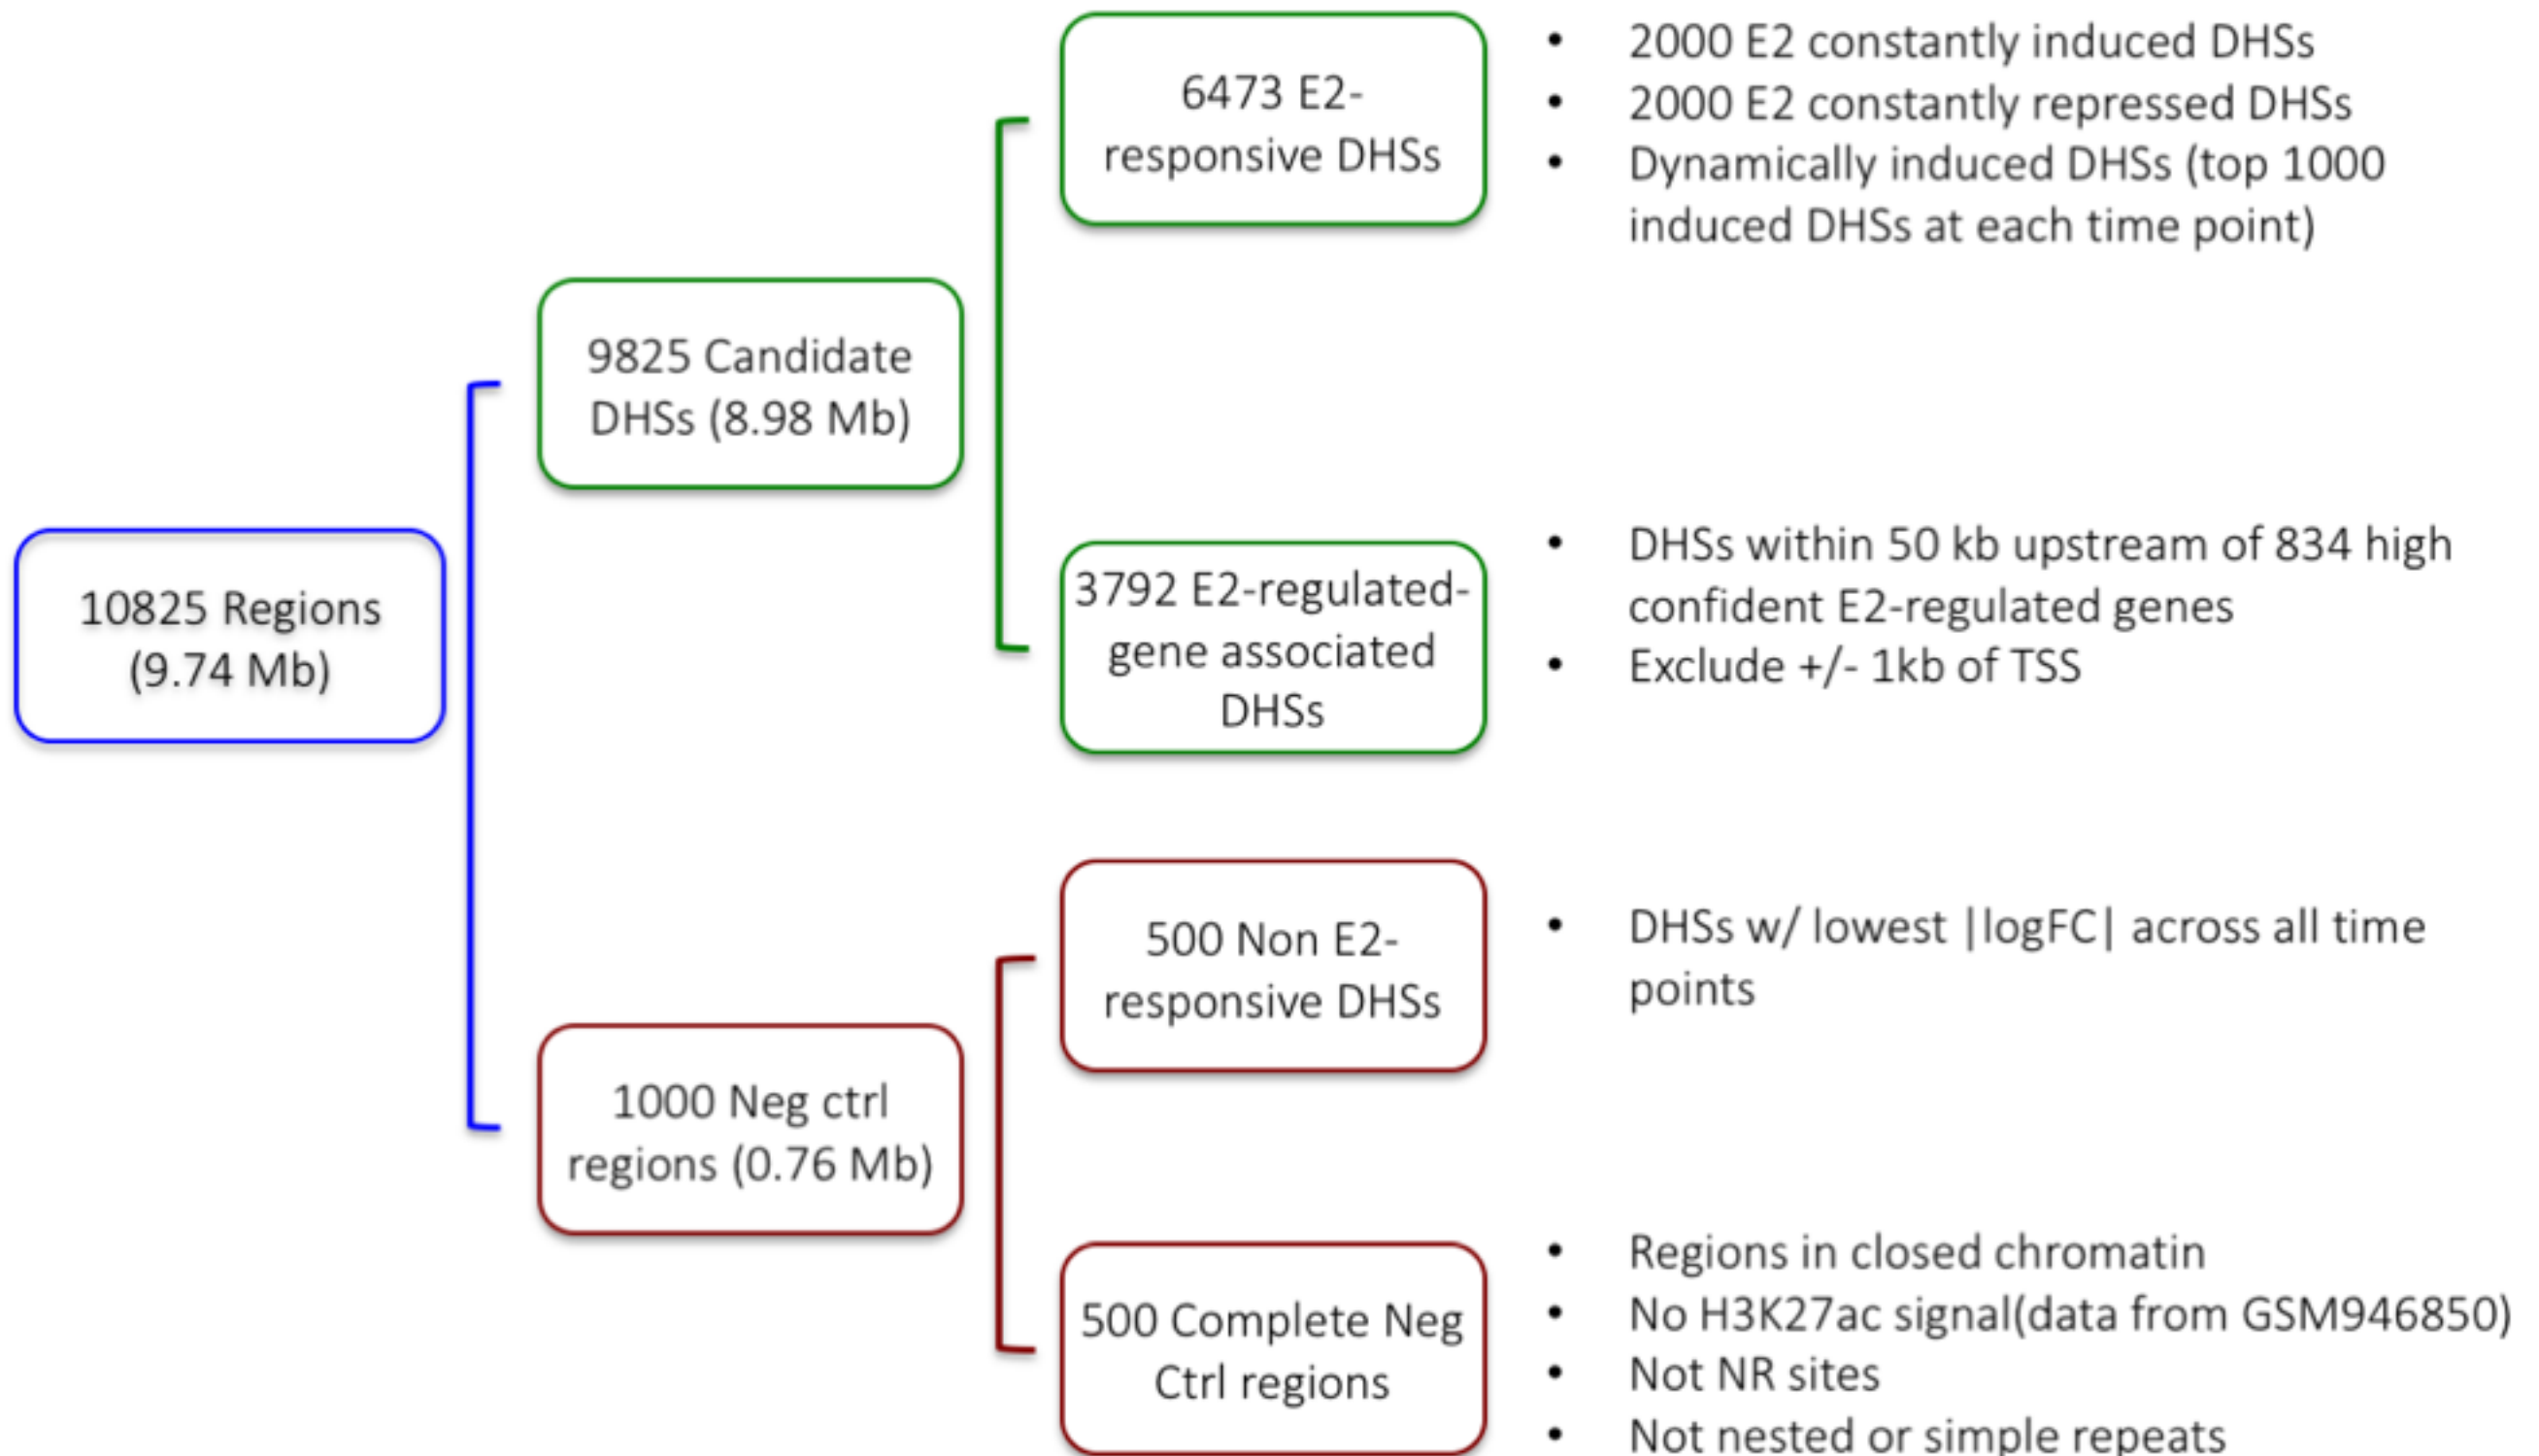 10825 Regions
(9.74 Mb)
9825 Candidate
DHSs (8.98 Mb)
1000 Neg ctrl
regions (0.76 Mb)
6473 E2-
responsive DHSs
• 2000 E2 constantly induced DHSs
• 2000 E2 constantly repressed DHSs
• Dynamically induced DHSs (top 1000
induced DHSs at each time point)
3792 E2-regulated-
gene associated
DHSs
• DHSs within 50 kb upstream of 834 high
confident E2-regulated genes
• Exclude +/- 1kb of TSS
500 Non E2-
responsive DHSs
• DHSs w/ lowest |logFC| across all time
points
500 Complete Neg
Ctrl regions
• Regions in closed chromatin
• No H3K27ac signal(data from GSM946850)
• Not NR sites
• Not nested or simple repeats